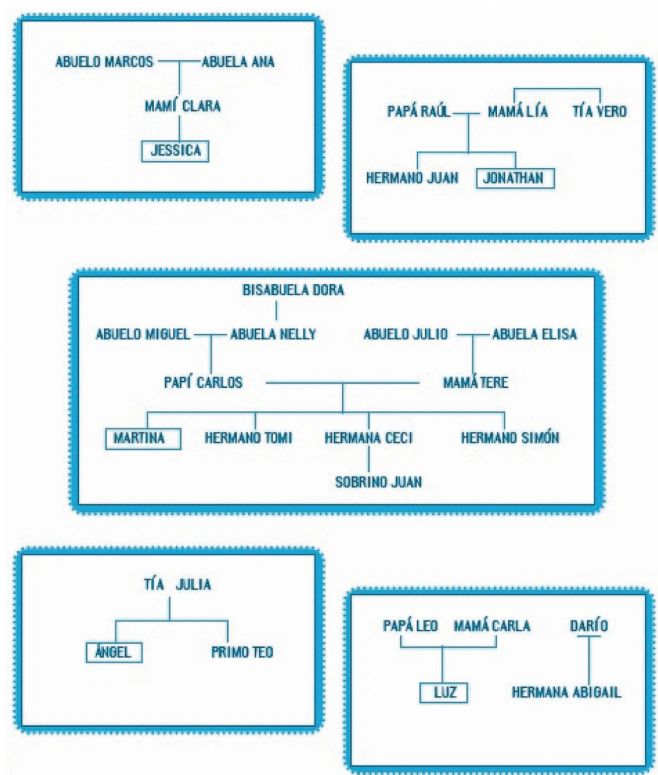 ABUELO MARCOS ABUELA ANA
MAMÍ CLARA
JESSICA
PAPÁ RAÚL MAMÁ LÍA TÍA VERO
HERMANO JUAN JONATHAN
BISABUELA DORA
ABUELO MIGUEL ABUELA NELLY ABUELO JULIO ABUELA ELISA
PAPÍ CARLOS MAMÁ TERE
MARTINA HERMANO TOMI HERMANA CECI HERMANO SIMÓN
SOBRINO JUAN
TÍA JULIA
ÁNGEL PRIMO TEO
PAPÁ LEO MAMÁ CARLA DARÍO
LUZ HERMANA ABIGAIL